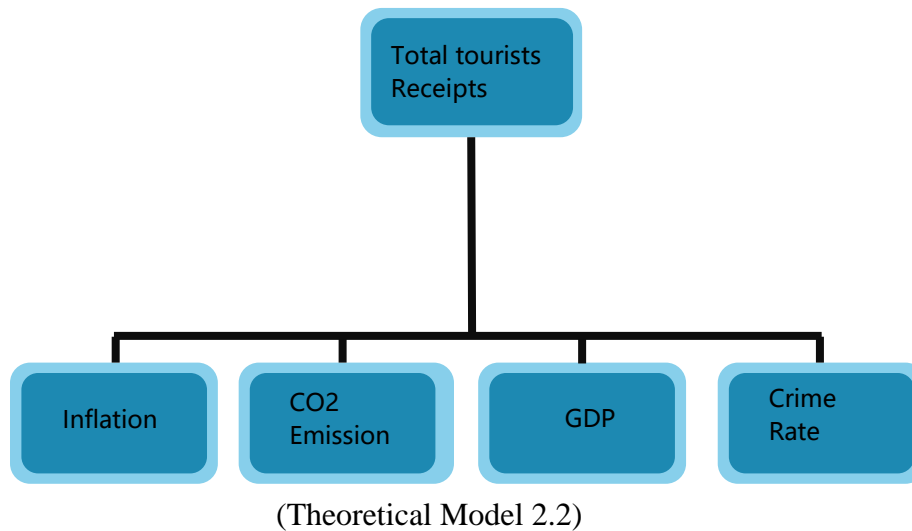 Total tourists
Receipts
Inflation
CO2
Emission
GDP
Crime
Rate
(Theoretical Model 2.2)